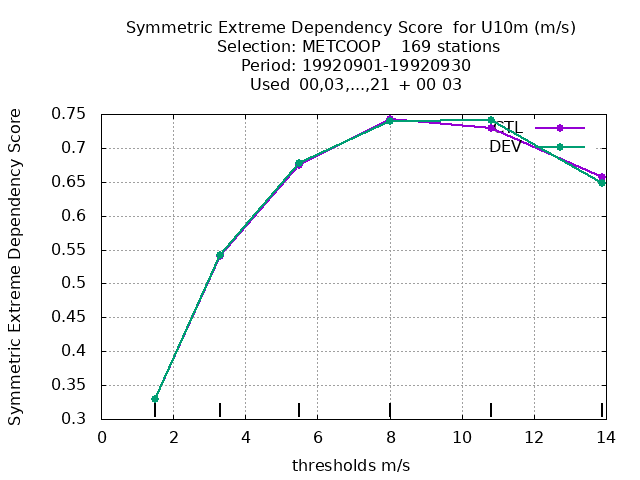 Symmetric Extreme Dependency Score for U10m (m/s)
Selection: METCOOP 169 stations
Period: 19920901-19920930
Used 00,03,...,21 + 00 03
Symmetric Extreme Dependency Score
0.75
0.7
0.65
0.6
0.55
0.5
0.45
0.4
0.35
0.3
DEV
0 2 4 6 8 10 12 14
thresholds m/s